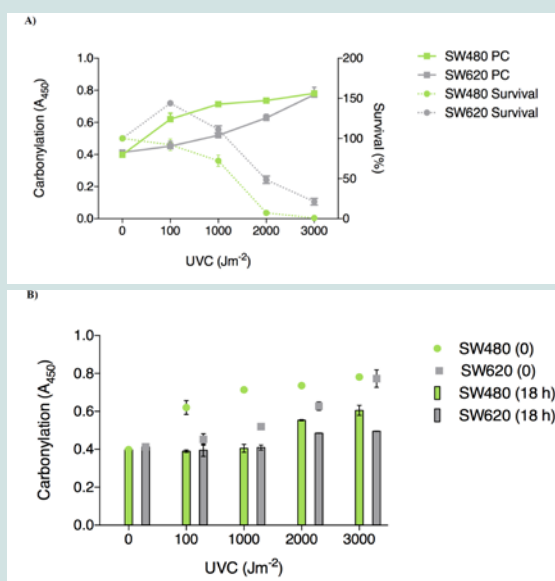 A)
1.0
0.8
0.6
0.4
0.2
0.0
Carbonylation (A450)
200
150
100
50
0
Survival (%)
0 100 1000 2000 3000
UVC (Jm-2)
SW480 PC
SW620 PC
SW480 Survival
SW620 Survival
B)
1.0
0.8
0.6
0.4
0.2
0.0
Carbonylation (A450)
0 100 1000 2000 3000
UVC (Jm-2)
SW480 (0)
SW620 (0)
SW480 (18 h)
SW620 (18 h)